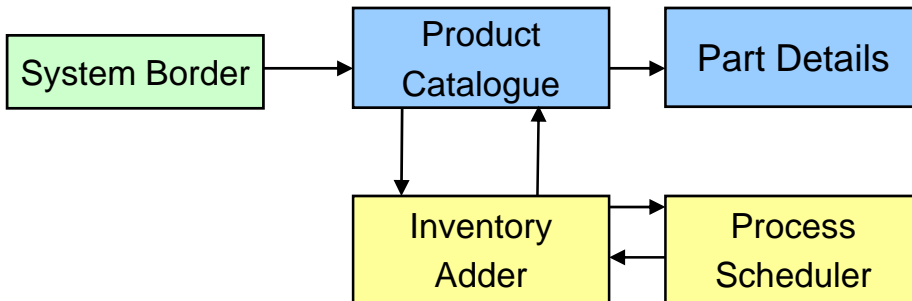 System Border
Product
Catalogue
Part Details
Inventory
Adder
Process
Scheduler